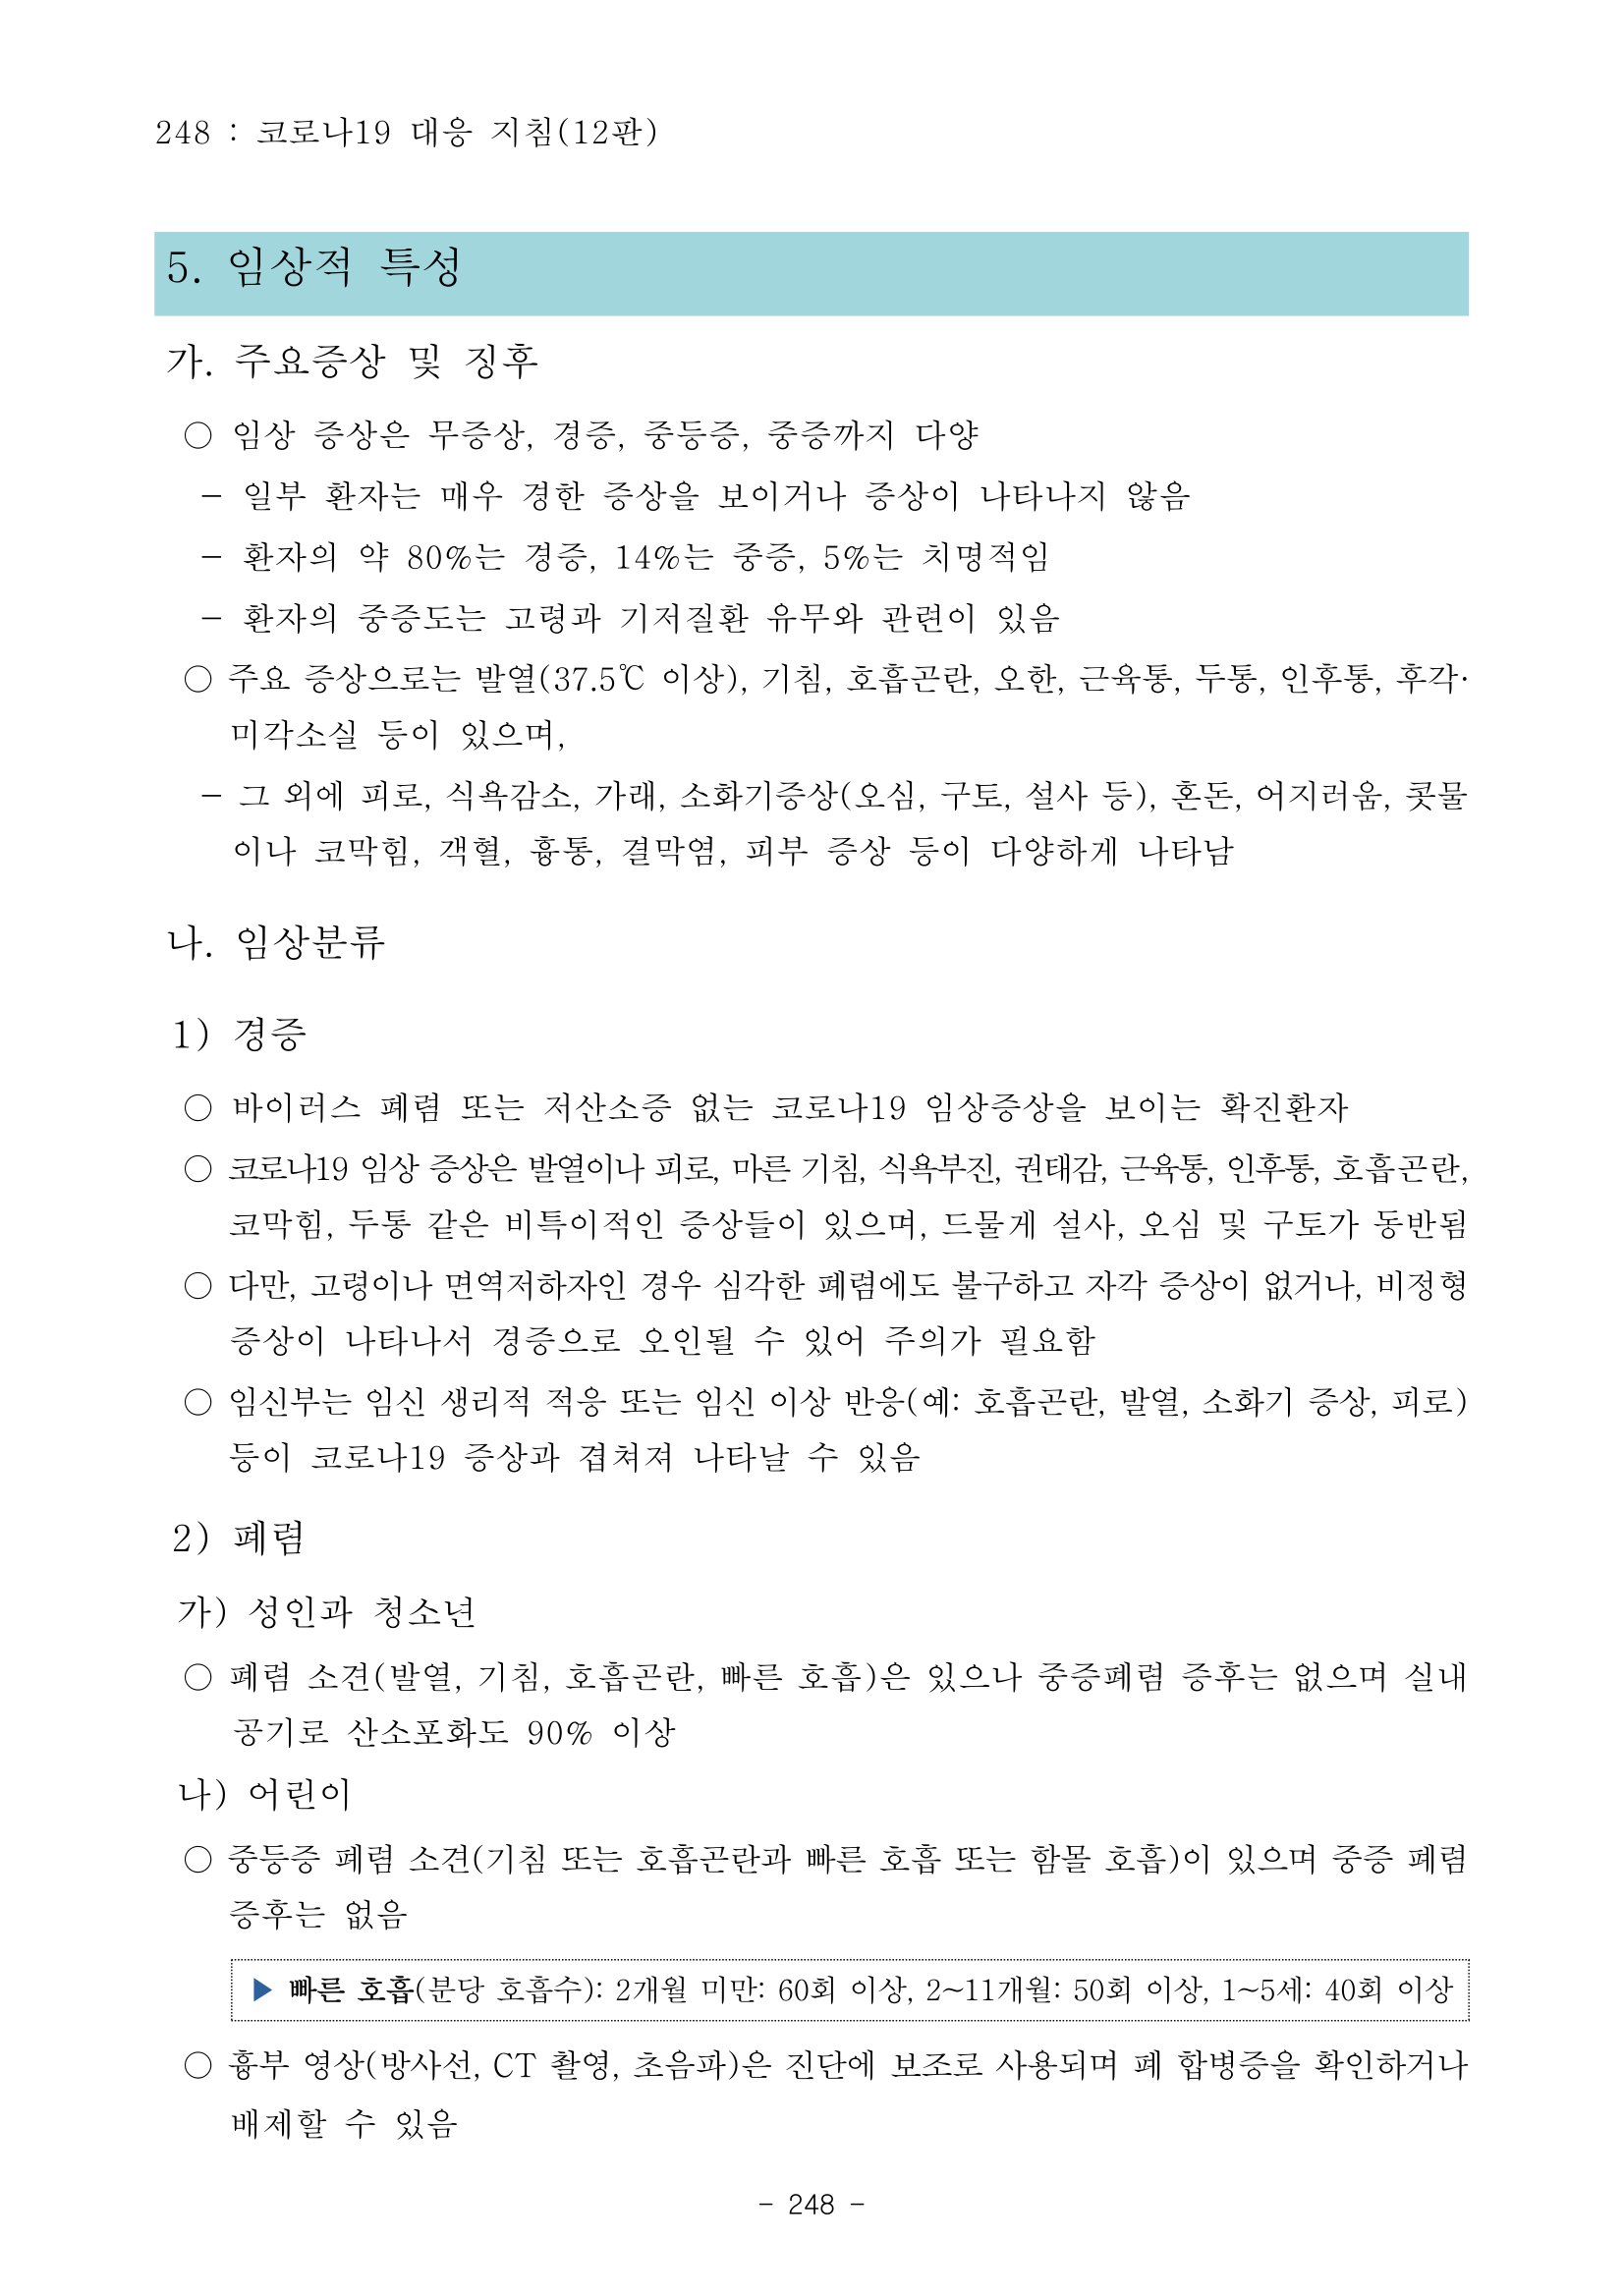 248 : 코로나19 대응 지침(12판)
5. 임상적 특성
가. 주요증상 및 징후
○ 임상 증상은 무증상, 경증, 중등증, 중증까지 다양
- 일부 환자는 매우 경한 증상을 보이거나 증상이 나타나지 않음
- 환자의 약 80%는 경증, 14%는 중증, 5%는 치명적임
- 환자의 중증도는 고령과 기저질환 유무와 관련이 있음
○ 주요 증상으로는 발열(37.5℃ 이상), 기침, 호흡곤란, 오한, 근육통, 두통, 인후통, 후각·
미각소실 등이 있으며,
- 그 외에 피로, 식욕감소, 가래, 소화기증상(오심, 구토, 설사 등), 혼돈, 어지러움, 콧물
이나 코막힘, 객혈, 흉통, 결막염, 피부 증상 등이 다양하게 나타남
나. 임상분류
1) 경증
○ 바이러스 폐렴 또는 저산소증 없는 코로나19 임상증상을 보이는 확진환자
○ 코로나19 임상 증상은 발열이나 피로, 마른 기침, 식욕부진, 권태감, 근육통, 인후통, 호흡곤란,
코막힘, 두통 같은 비특이적인 증상들이 있으며, 드물게 설사, 오심 및 구토가 동반됨
○ 다만, 고령이나 면역저하자인 경우 심각한 폐렴에도 불구하고 자각 증상이 없거나, 비정형
증상이 나타나서 경증으로 오인될 수 있어 주의가 필요함
○ 임신부는 임신 생리적 적응 또는 임신 이상 반응(예: 호흡곤란, 발열, 소화기 증상, 피로)
등이 코로나19 증상과 겹쳐져 나타날 수 있음
2) 폐렴
가) 성인과 청소년
○ 폐렴 소견(발열, 기침, 호흡곤란, 빠른 호흡)은 있으나 중증폐렴 증후는 없으며 실내
공기로 산소포화도 90% 이상
나) 어린이
○ 중등증 폐렴 소견(기침 또는 호흡곤란과 빠른 호흡 또는 함몰 호흡)이 있으며 중증 폐렴
증후는 없음
▶ 빠른 호흡(분당 호흡수): 2개월 미만: 60회 이상, 2~11개월: 50회 이상, 1~5세: 40회 이상
○ 흉부 영상(방사선, CT 촬영, 초음파)은 진단에 보조로 사용되며 폐 합병증을 확인하거나
배제할 수 있음
- 248 -